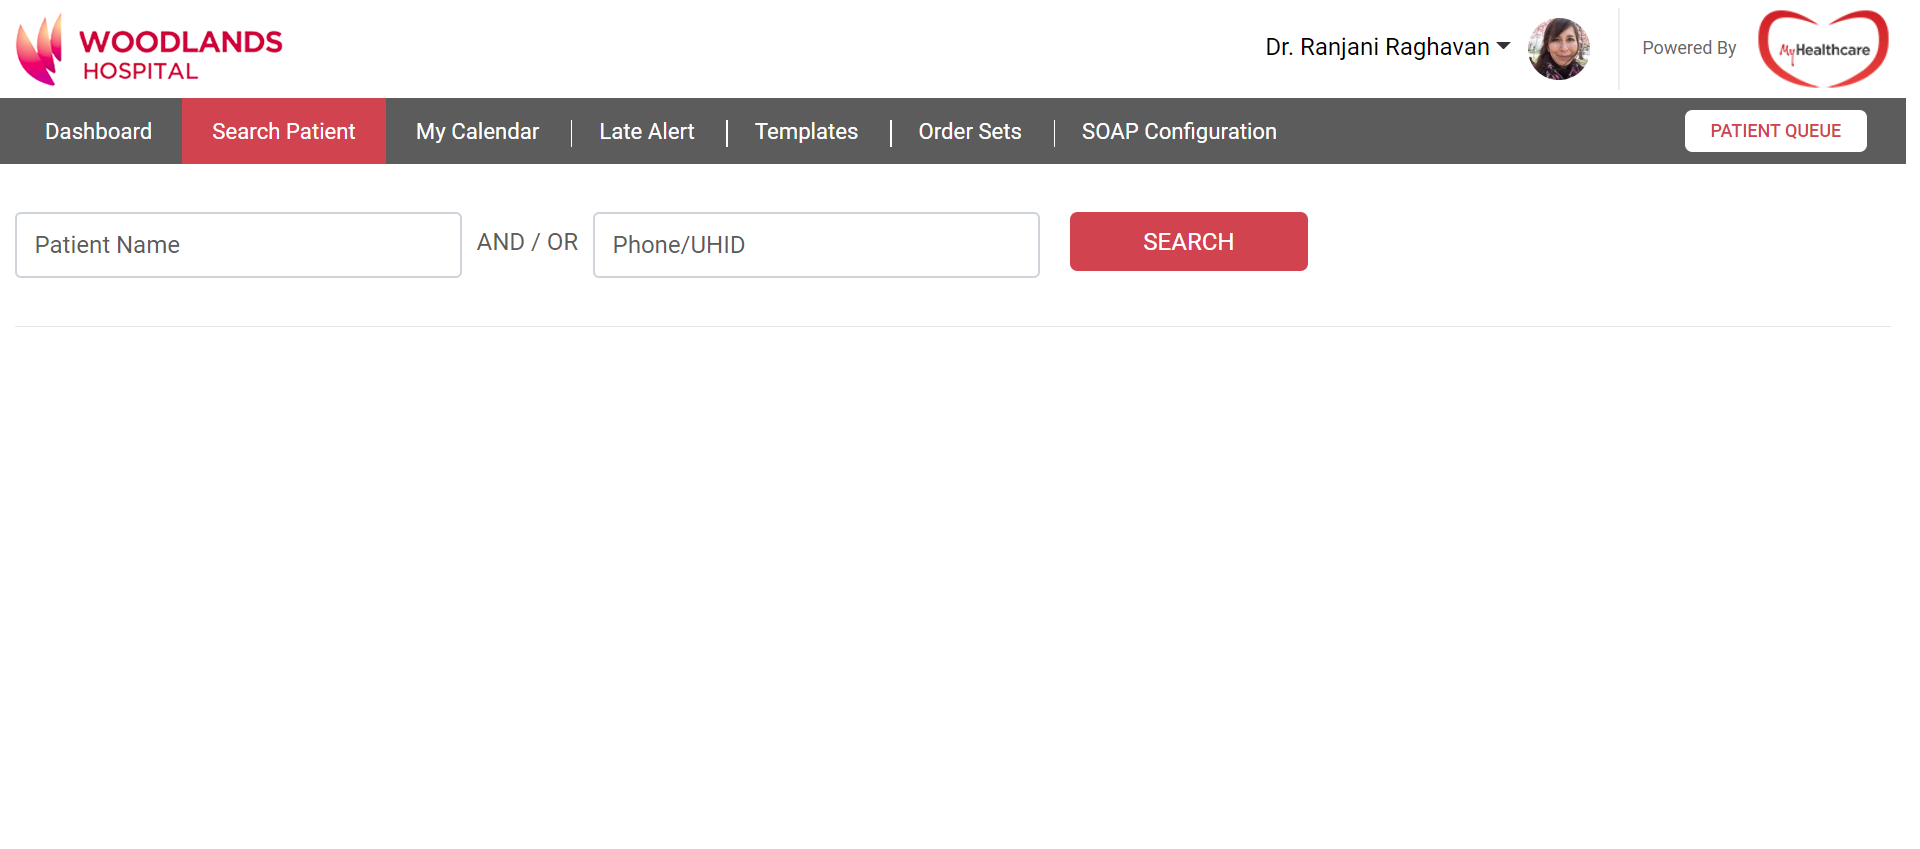 WOODLANDS
HOSPITAL
Dr. Ranjani Raghavan
Powered By
MyHealthcare
Dashboard
Search Patient
My Calendar
Late Alert
Templates
Order Sets
SOAP Configuration
PATIENT QUEUE
Patient Name
AND / OR
Phone/UHID
SEARCH